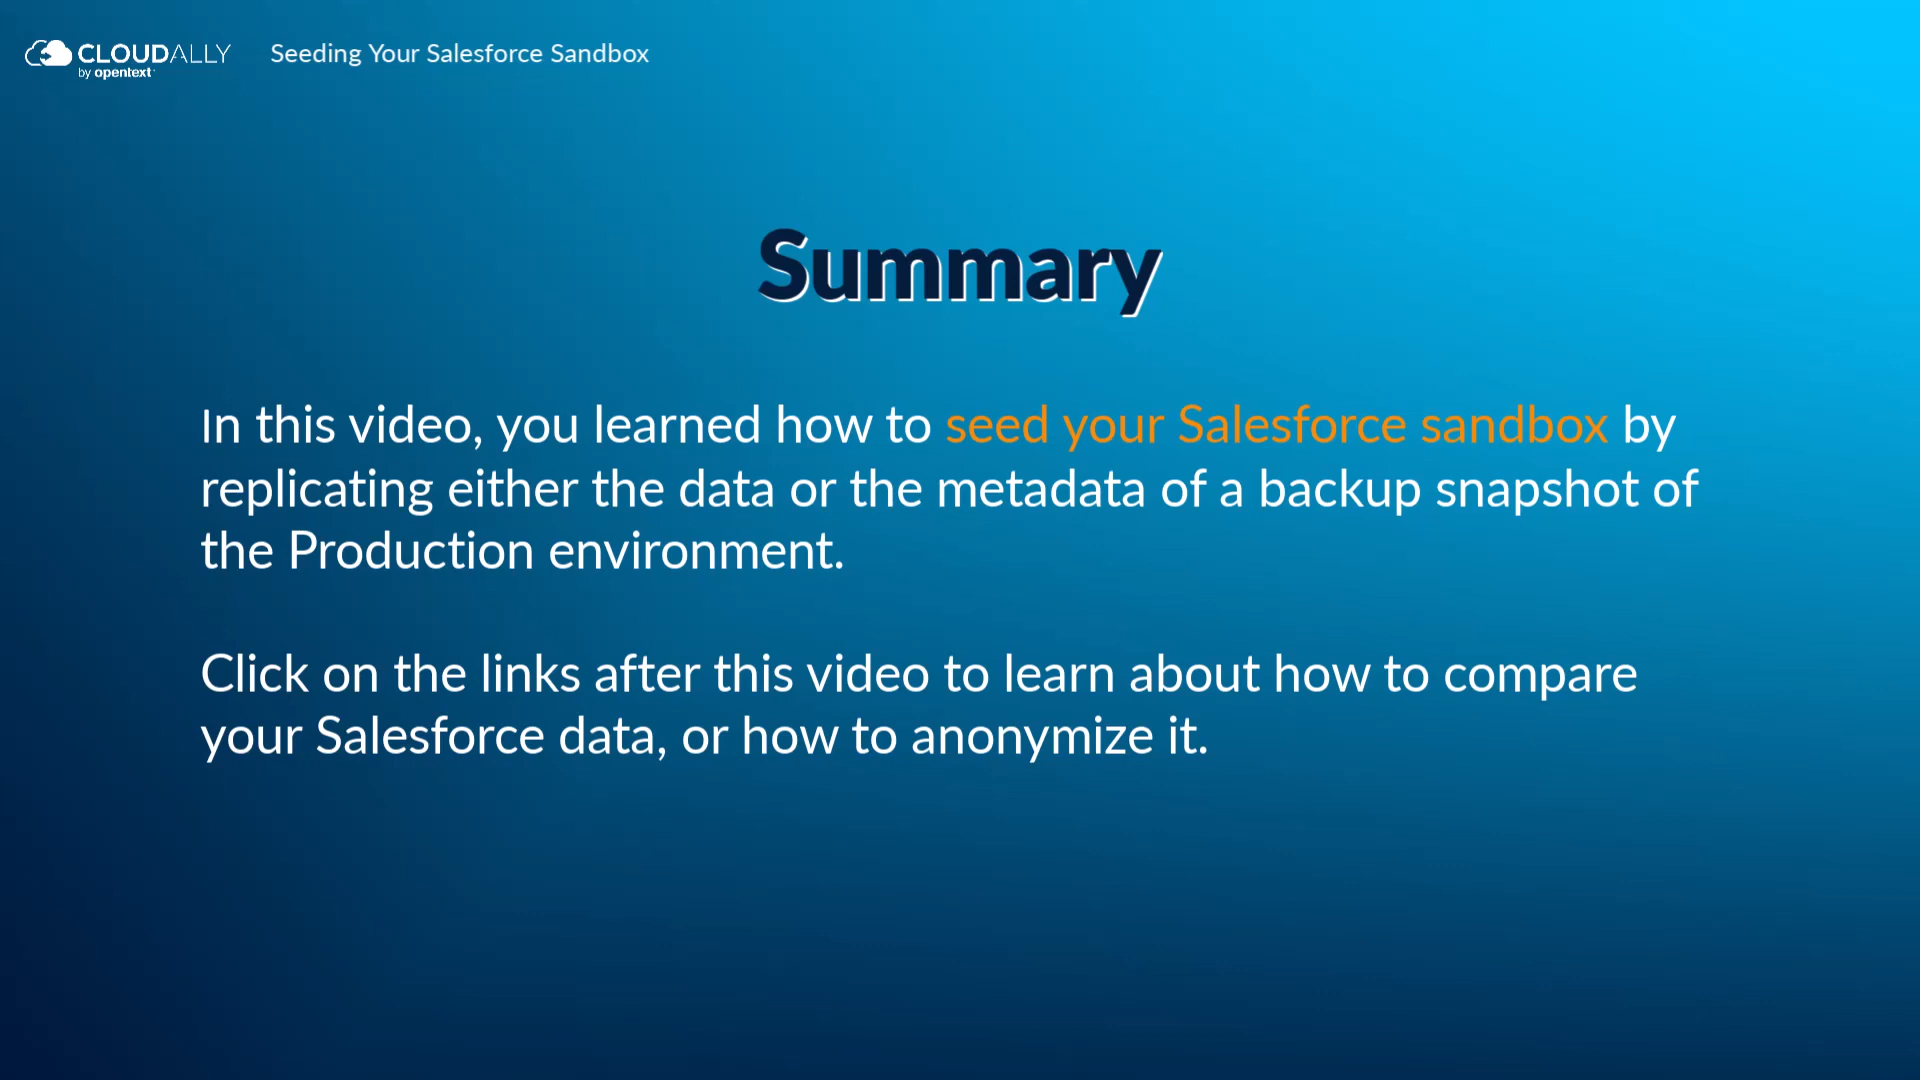 CLOUDALLY
by opentext
Seeding Your Salesforce Sandbox
Summary
In this video, you learned how to seed your Salesforce sandbox by
replicating either the data or the metadata of a backup snapshot of
the Production environment.
Click on the links after this video to learn about how to compare
your Salesforce data, or how to anonymize it.